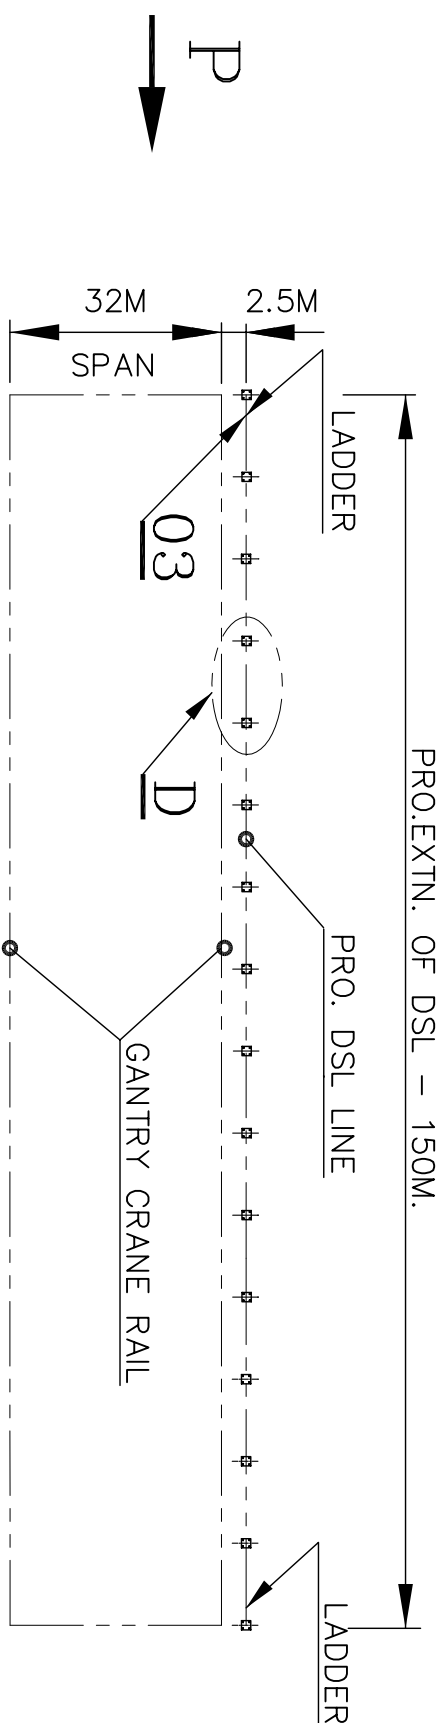 P
32M
SPAN
2.5M
LADDER
03
D
PRO.EXTN. OF DSL - 150M.
PRO. DSL LINE
GANTRY CRANE RAIL
LADDER